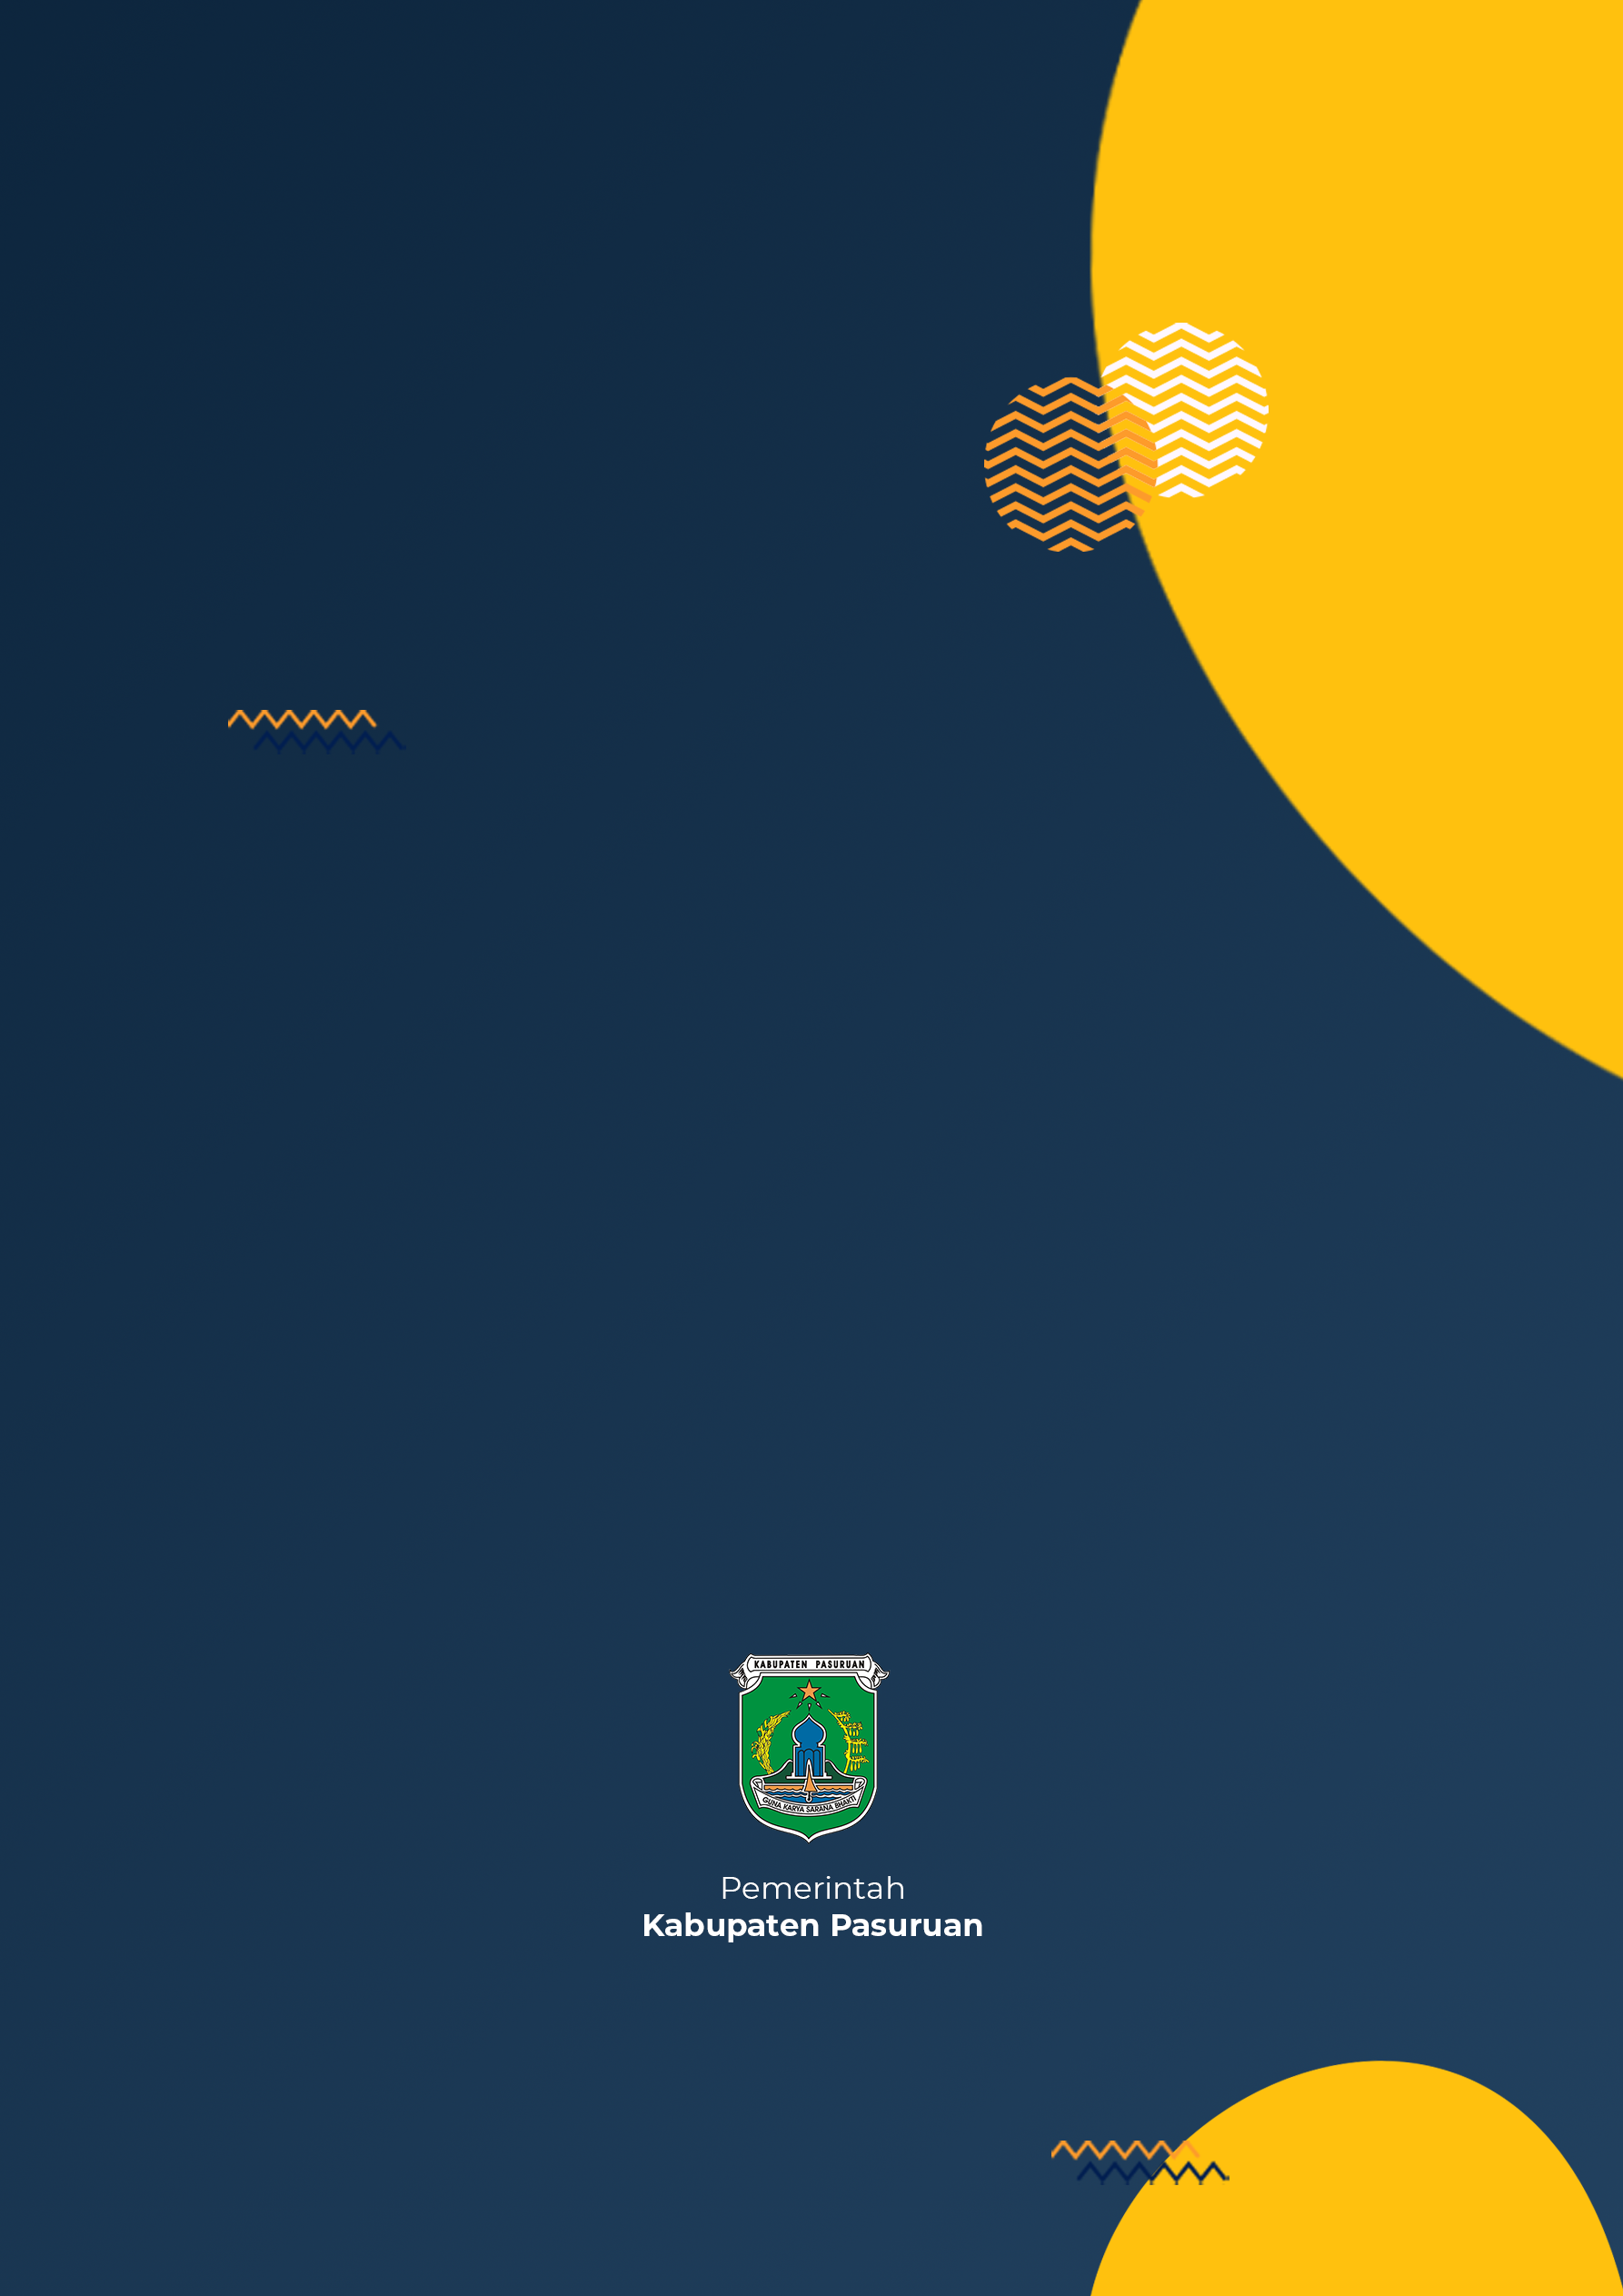 KABUPATEN PASURUAN
GUNA KARYA SARANA BHAKTI
Pemerintah
Kabupaten Pasuruan